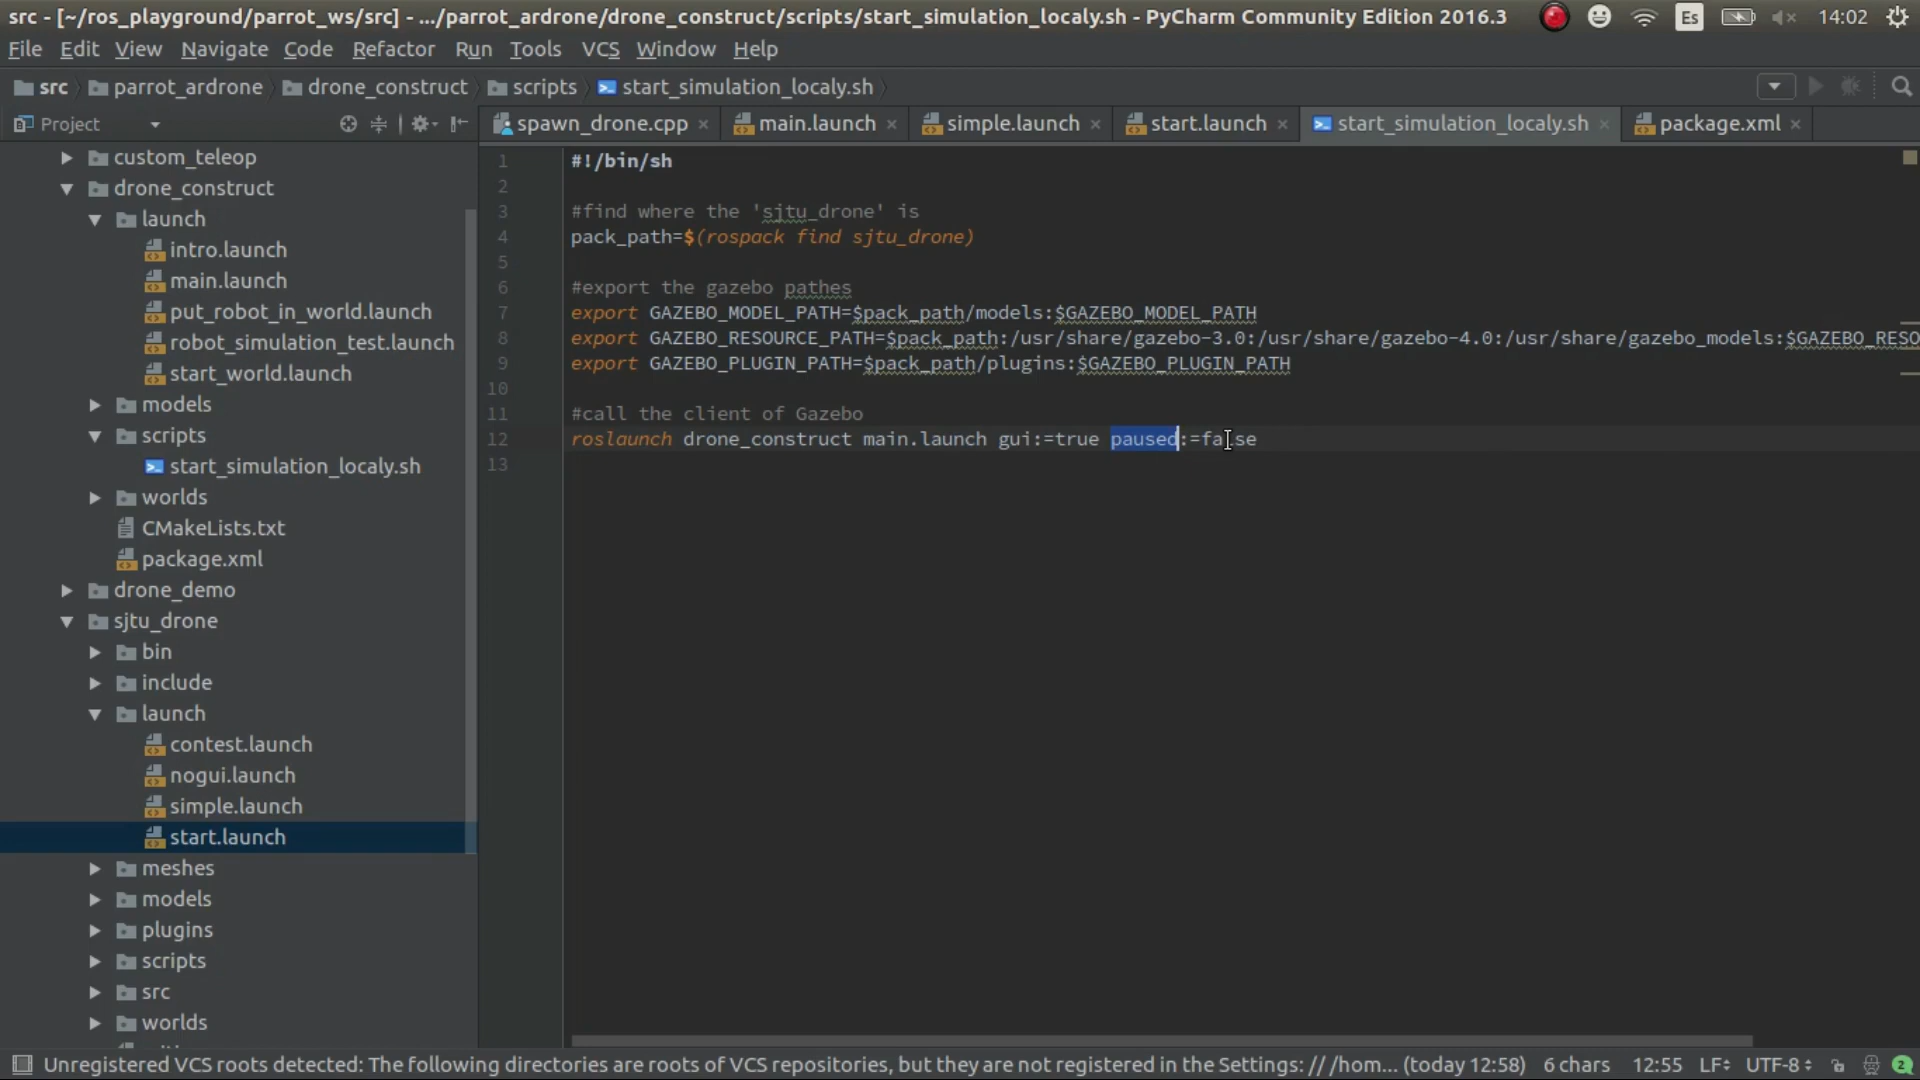 src - [~/ros_playground/parrot_ws/src] - .../parrot_ardrone/drone_construct/scripts/start_simulation_localy.sh - PyCharm Community Edition 2016.3
Es
14:02
File Edit View Navigate Code Refactor Run Tools VCS Window Help
src parrot_ardrone drone_construct scripts start_simulation_localy.sh
Project
spawn_drone.cpp main.launch simple.launch start.launch start_simulation_localy.sh package.xml
custom_teleop
drone_construct
launch
intro.launch
main.launch
put_robot_in_world.launch
robot_simulation_test.launch
start_world.launch
models
scripts
start_simulation_localy.sh
worlds
CMakeLists.txt
package.xml
drone_demo
sjtu_drone
bin
include
launch
contest.launch
nogui.launch
simple.launch
start.launch
meshes
models
plugins
scripts
src
worlds
1 #!/bin/sh
2
3 #find where the 'sjtu_drone' is
4 pack_path=$(rospack find sjtu_drone)
5
6 #export the gazebo pathes
7 export GAZEBO_MODEL_PATH=$pack_path/models:$GAZEBO_MODEL_PATH
8 export GAZEBO_RESOURCE_PATH=$pack_path:/usr/share/gazebo-3.0:/usr/share/gazebo-4.0:/usr/share/gazebo_models:$GAZEBO_RESO
9 export GAZEBO_PLUGIN_PATH=$pack_path/plugins:$GAZEBO_PLUGIN_PATH
10
11 #call the client of Gazebo
12 roslaunch drone_construct main.launch gui:=true paused:=false
13
Unregistered VCS roots detected: The following directories are roots of VCS repositories, but they are not registered in the Settings: // /hom... (today 12:58) 6 chars 12:55 LF UTF-8 2